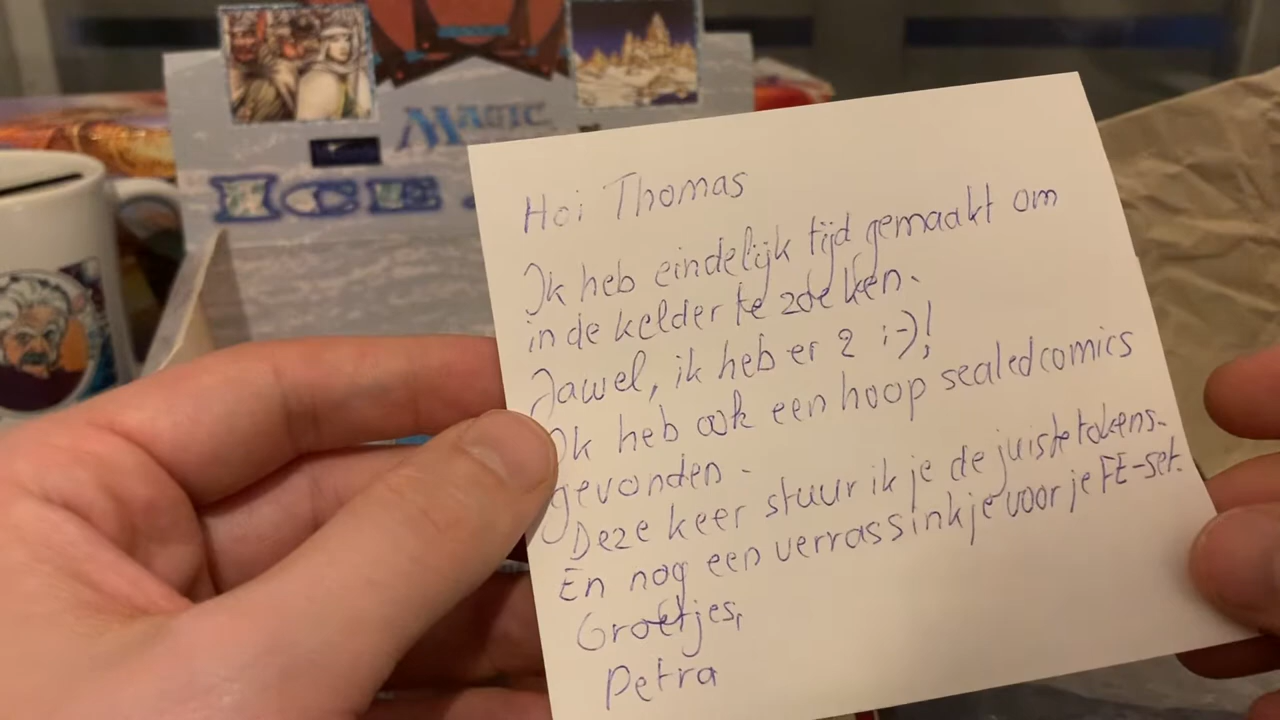 MAGIC
ICE
Hoi Thomas
Ik heb eindelijk tijd gemaakt om
in de kelder te zoeken.
Jawel, ik heb er 2 ;-)!
Ik heb ook een hoop sealed comics
gevonden.
Deze keer stuur ik je de juiste tokens.
En nog een verrassinkje voor je FE-set.
Groetjes,
Petra